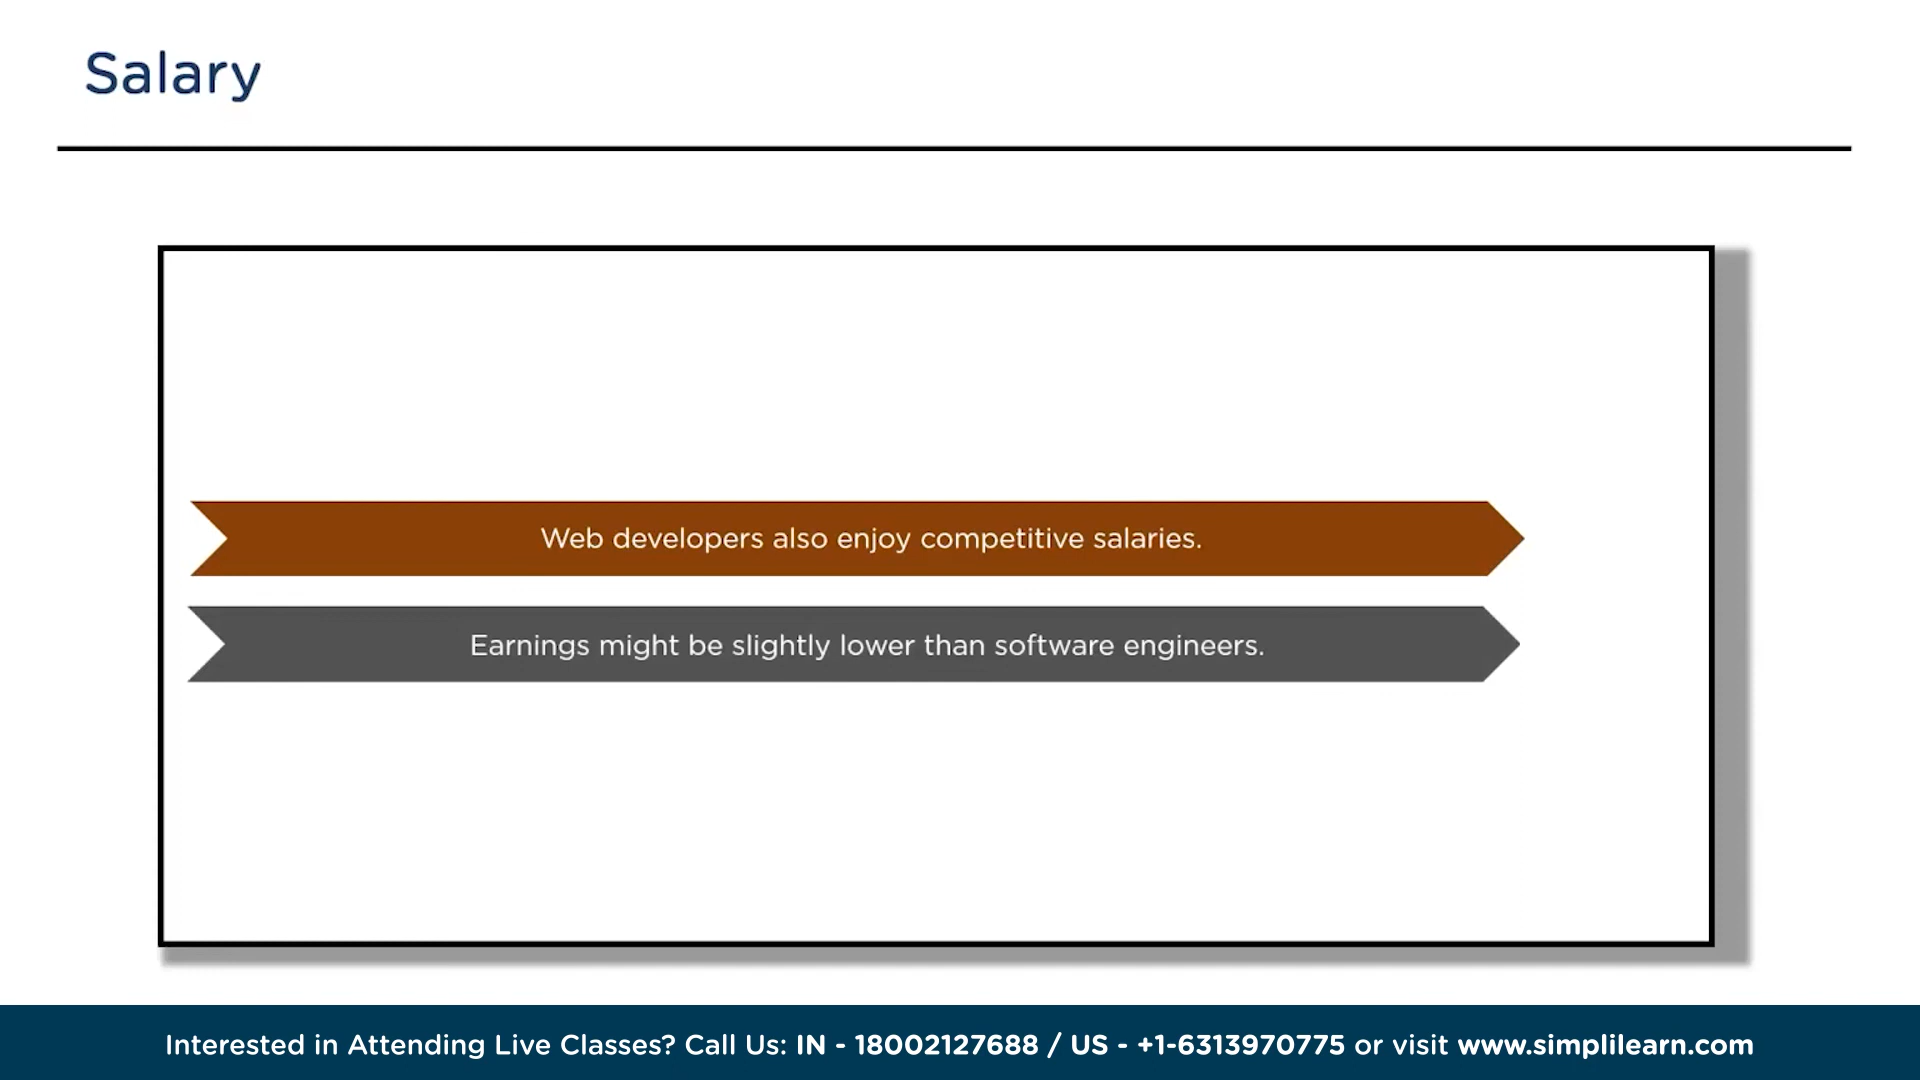 Salary
Web developers also enjoy competitive salaries.
Earnings might be slightly lower than software engineers.
Interested in Attending Live Classes? Call Us: IN - 18002127688 / US - +1-6313970775 or visit www.simplilearn.com